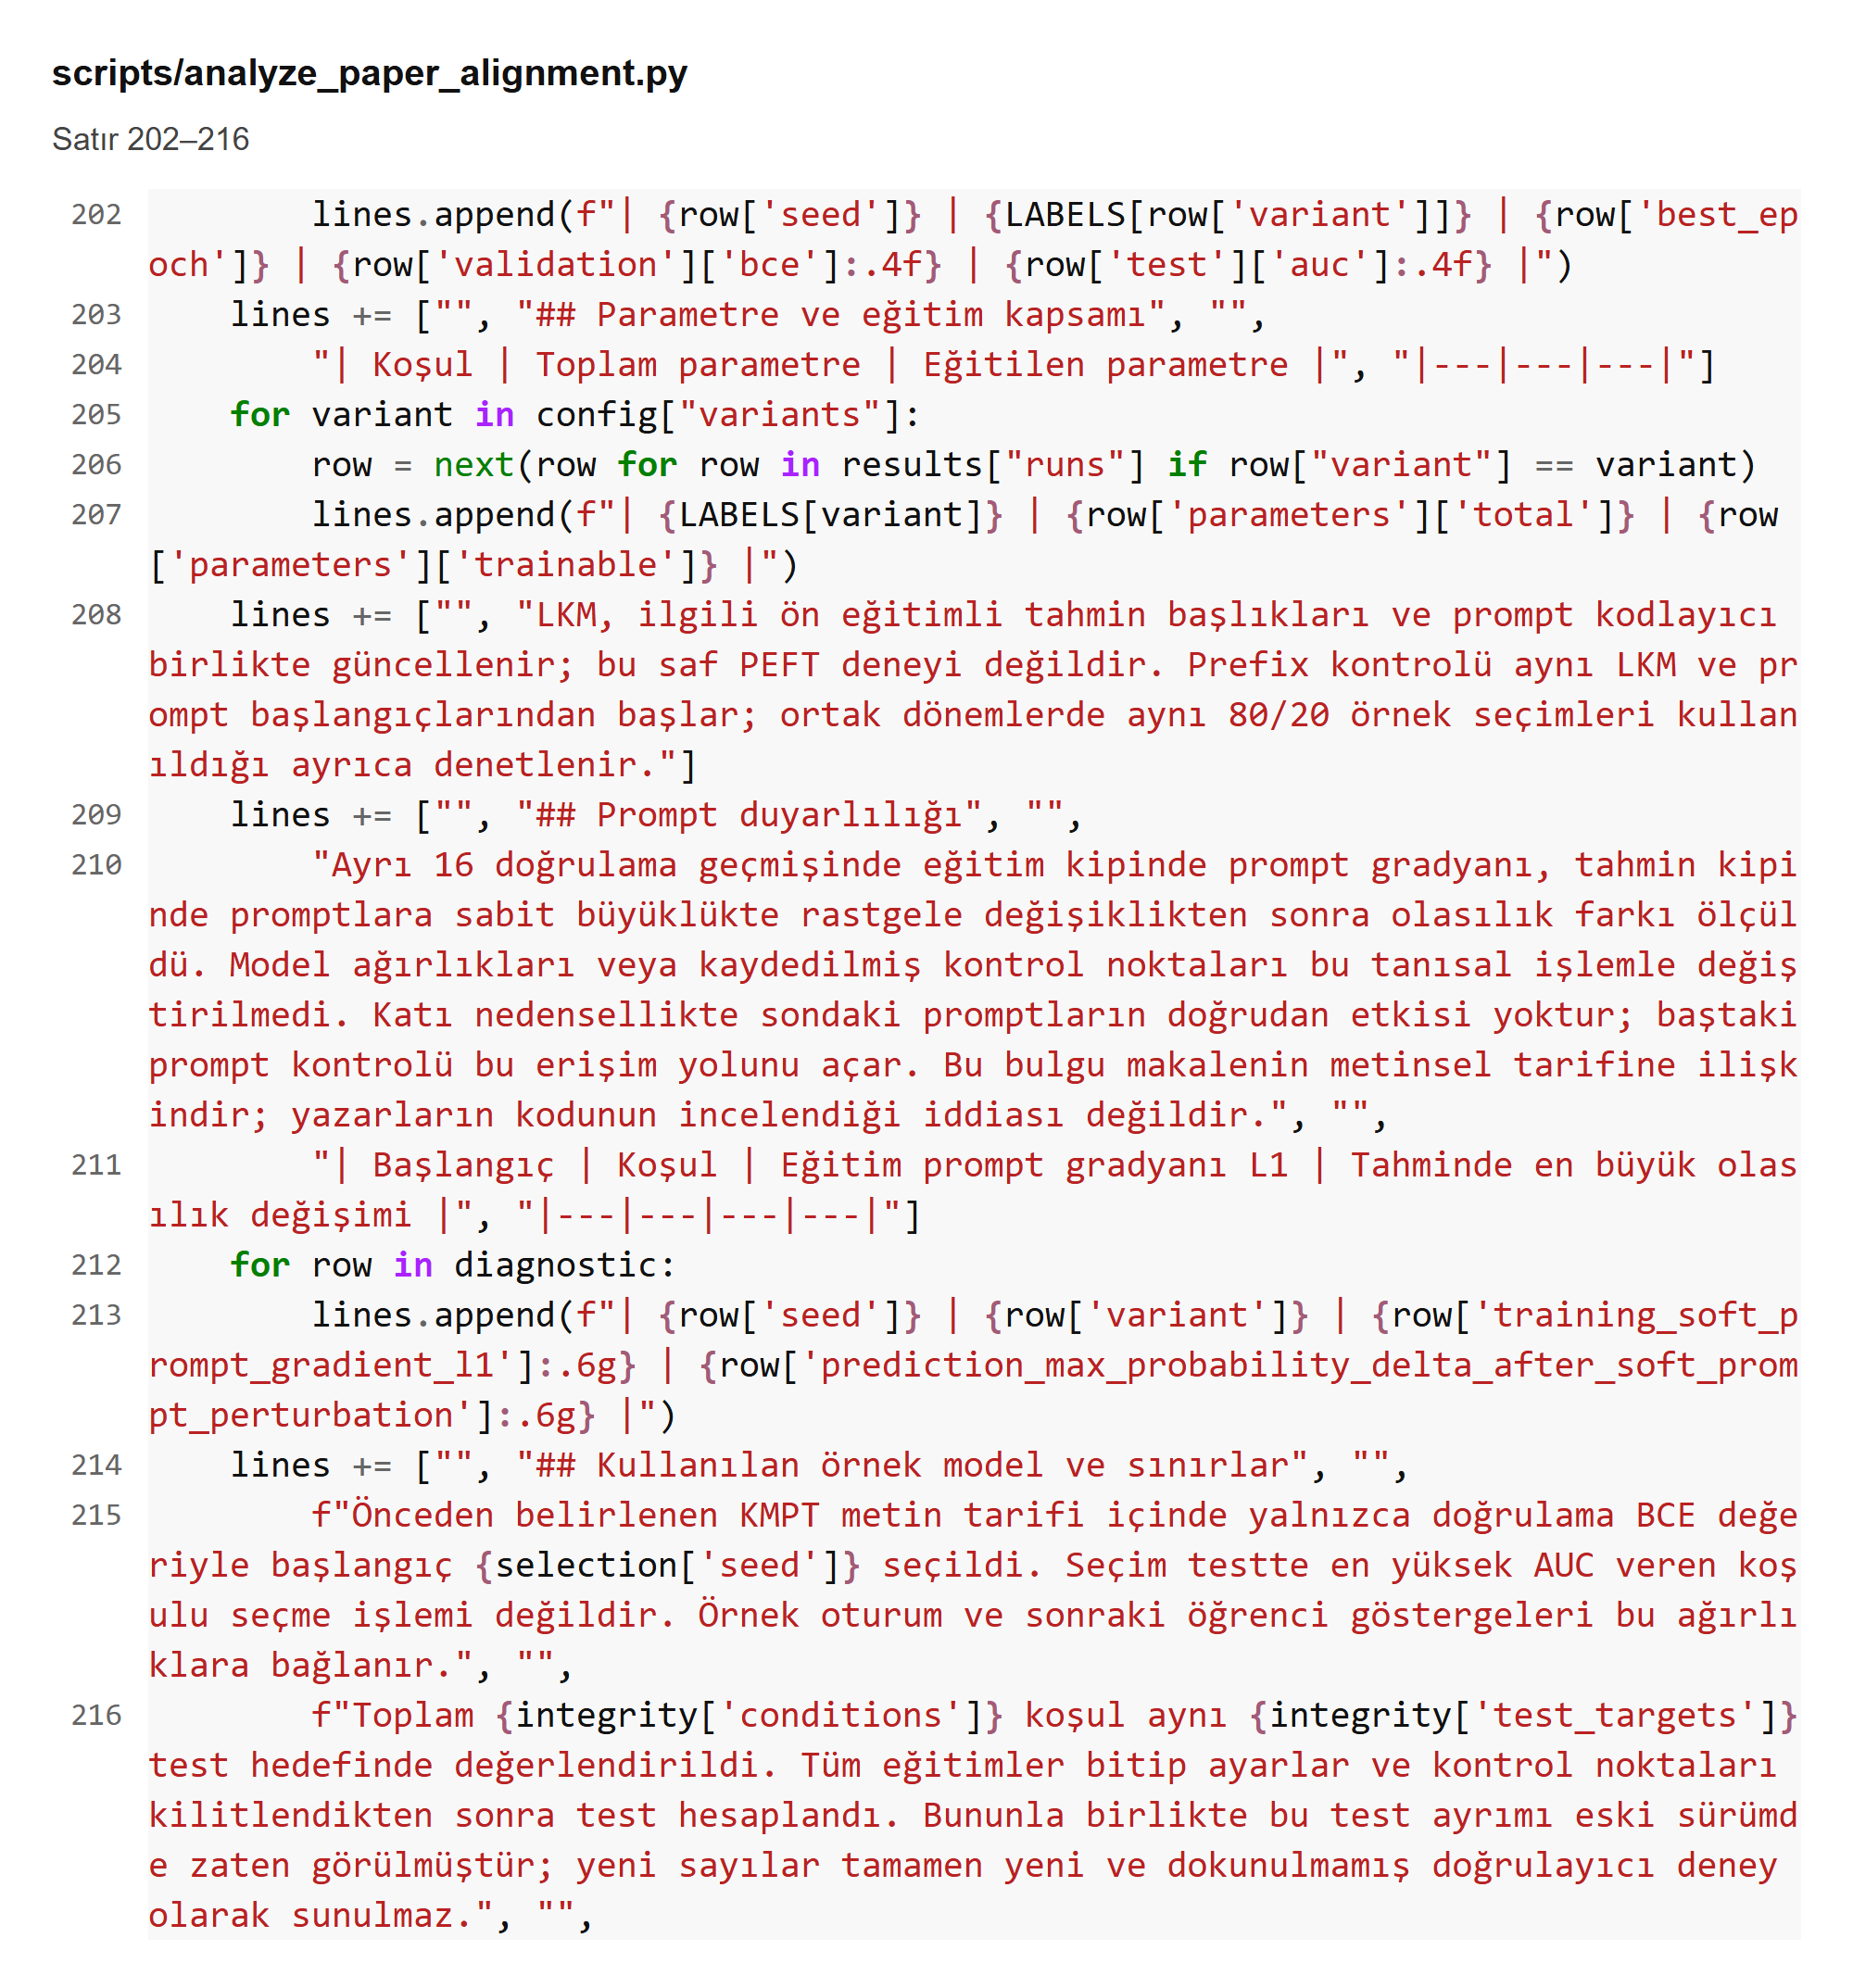 scripts/analyze_paper_alignment.py
Satır 202–216
202         lines.append(f"| {row['seed']} | {LABELS[row['variant']]} | {row['best_ep
och']} | {row['validation']['bce']:.4f} | {row['test']['auc']:.4f} |")
203     lines += ["", "## Parametre ve eğitim kapsamı", "",
204         "| Koşul | Toplam parametre | Eğitilen parametre |", "|---|---|---|"]
205     for variant in config["variants"]:
206         row = next(row for row in results["runs"] if row["variant"] == variant)
207         lines.append(f"| {LABELS[variant]} | {row['parameters']['total']} | {row
['parameters']['trainable']} |")
208     lines += ["", "LKM, ilgili ön eğitimli tahmin başlıkları ve prompt kodlayıcı
birlikte güncellenir; bu saf PEFT deneyi değildir. Prefix kontrolü aynı LKM ve pr
ompt başlangıçlarından başlar; ortak dönemlerde aynı 80/20 örnek seçimleri kullan
ıldığı ayrıca denetlenir."]
209     lines += ["", "## Prompt duyarlılığı", "",
210         "Ayrı 16 doğrulama geçmişinde eğitim kipinde prompt gradyanı, tahmin kipi
nde promptlara sabit büyüklükte rastgele değişiklikten sonra olasılık farkı ölçül
dü. Model ağırlıkları veya kaydedilmiş kontrol noktaları bu tanısal işlemle değiş
tirilmedi. Katı nedensellikte sondaki promptların doğrudan etkisi yoktur; baştaki
prompt kontrolü bu erişim yolunu açar. Bu bulgu makalenin metinsel tarifine ilişk
indir; yazarların kodunun incelendiği iddiası değildir.", "",
211         "| Başlangıç | Koşul | Eğitim prompt gradyanı L1 | Tahminde en büyük olas
ılık değişimi |", "|---|---|---|---|"]
212     for row in diagnostic:
213         lines.append(f"| {row['seed']} | {row['variant']} | {row['training_soft_p
rompt_gradient_l1']:.6g} | {row['prediction_max_probability_delta_after_soft_prom
pt_perturbation']:.6g} |")
214     lines += ["", "## Kullanılan örnek model ve sınırlar", "",
215         f"Önceden belirlenen KMPT metin tarifi içinde yalnızca doğrulama BCE değe
riyle başlangıç {selection['seed']} seçildi. Seçim testte en yüksek AUC veren koş
ulu seçme işlemi değildir. Örnek oturum ve sonraki öğrenci göstergeleri bu ağırlı
klara bağlanır.", "",
216         f"Toplam {integrity['conditions']} koşul aynı {integrity['test_targets']}
test hedefinde değerlendirildi. Tüm eğitimler bitip ayarlar ve kontrol noktaları
kilitlendikten sonra test hesaplandı. Bununla birlikte bu test ayrımı eski sürümd
e zaten görülmüştür; yeni sayılar tamamen yeni ve dokunulmamış doğrulayıcı deney
olarak sunulmaz.", "",